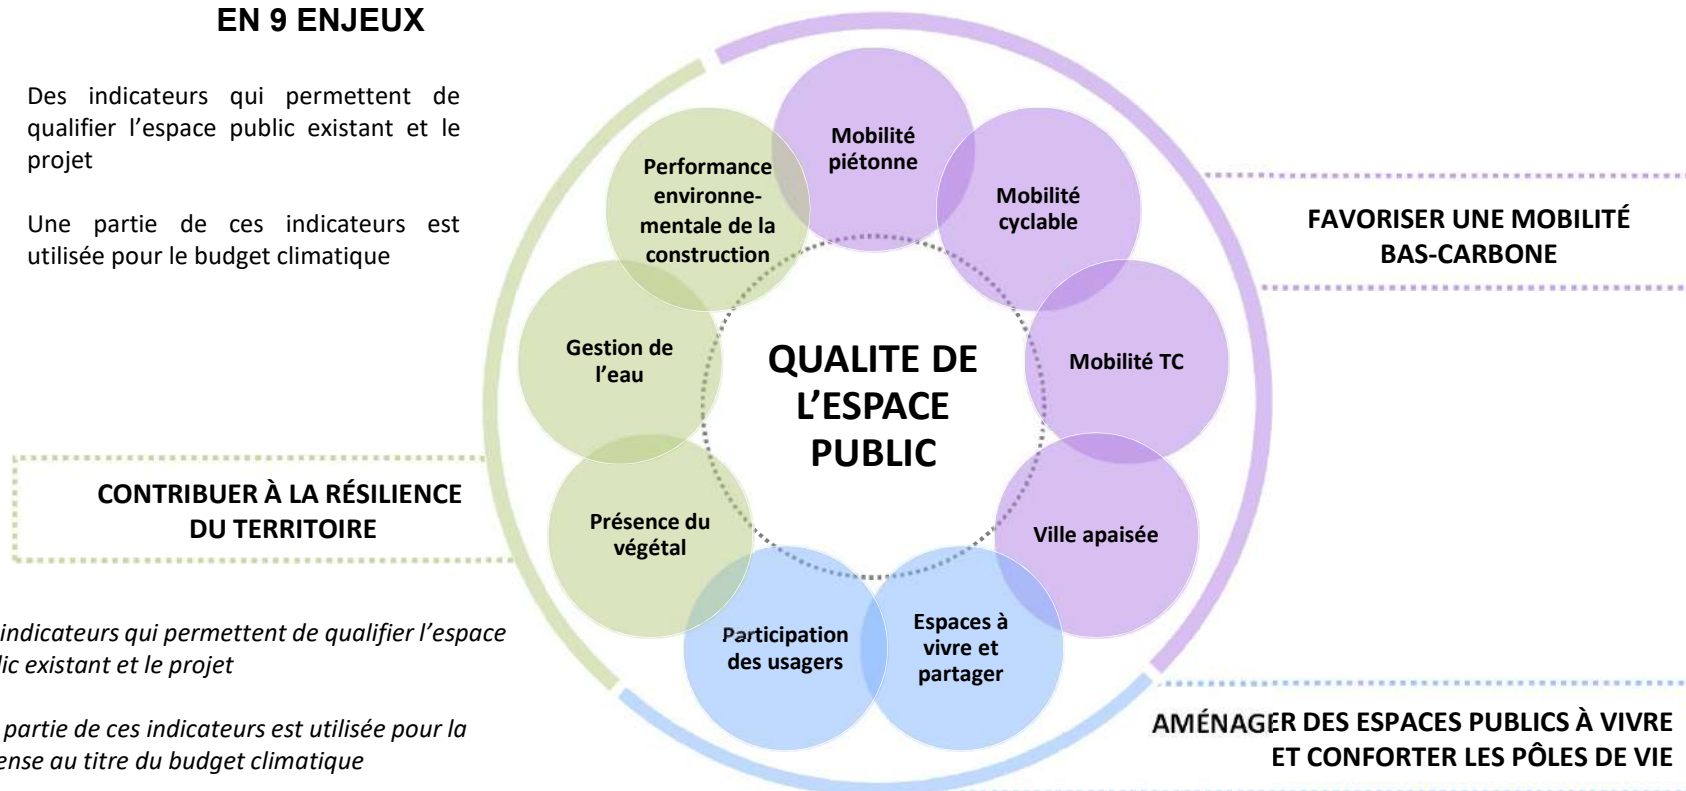 EN 9 ENJEUX
Des indicateurs qui permettent de
qualifier l’espace public existant et le
projet
Une partie de ces indicateurs est
utilisée pour le budget climatique
Mobilité
piétonne
Performance
environne-
mentale de la
construction
Mobilité
cyclable
FAVORISER UNE MOBILITÉ
BAS-CARBONE
Gestion de
l’eau
QUALITE DE
L’ESPACE
PUBLIC
Mobilité TC
CONTRIBUER À LA RÉSILIENCE
DU TERRITOIRE
Présence du
végétal
Ville apaisée
Participation
des usagers
Espaces à
vivre et
partager
indicateurs qui permettent de qualifier l’espace
lic existant et le projet
partie de ces indicateurs est utilisée pour la
ense au titre du budget climatique
AMÉNAGER DES ESPACES PUBLICS À VIVRE
ET CONFORTER LES PÔLES DE VIE